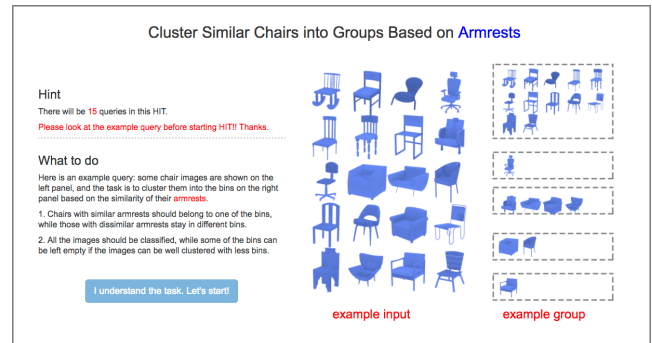 Cluster Similar Chairs into Groups Based on Armrests
Hint
There will be 15 queries in this HIT.
Please look at the example query before starting HIT!! Thanks.
What to do
Here is an example query: some chair images are shown on the
left panel, and the task is to cluster them into the bins on the right
panel based on the similarity of their armrests.
1. Chairs with similar armrests should belong to one of the bins,
while those with dissimilar armrests stay in different bins.
2. All the images should be classified, while some of the bins can
be left empty if the images can be well clustered with less bins.
I understand the task. Let's start!
example input
example group